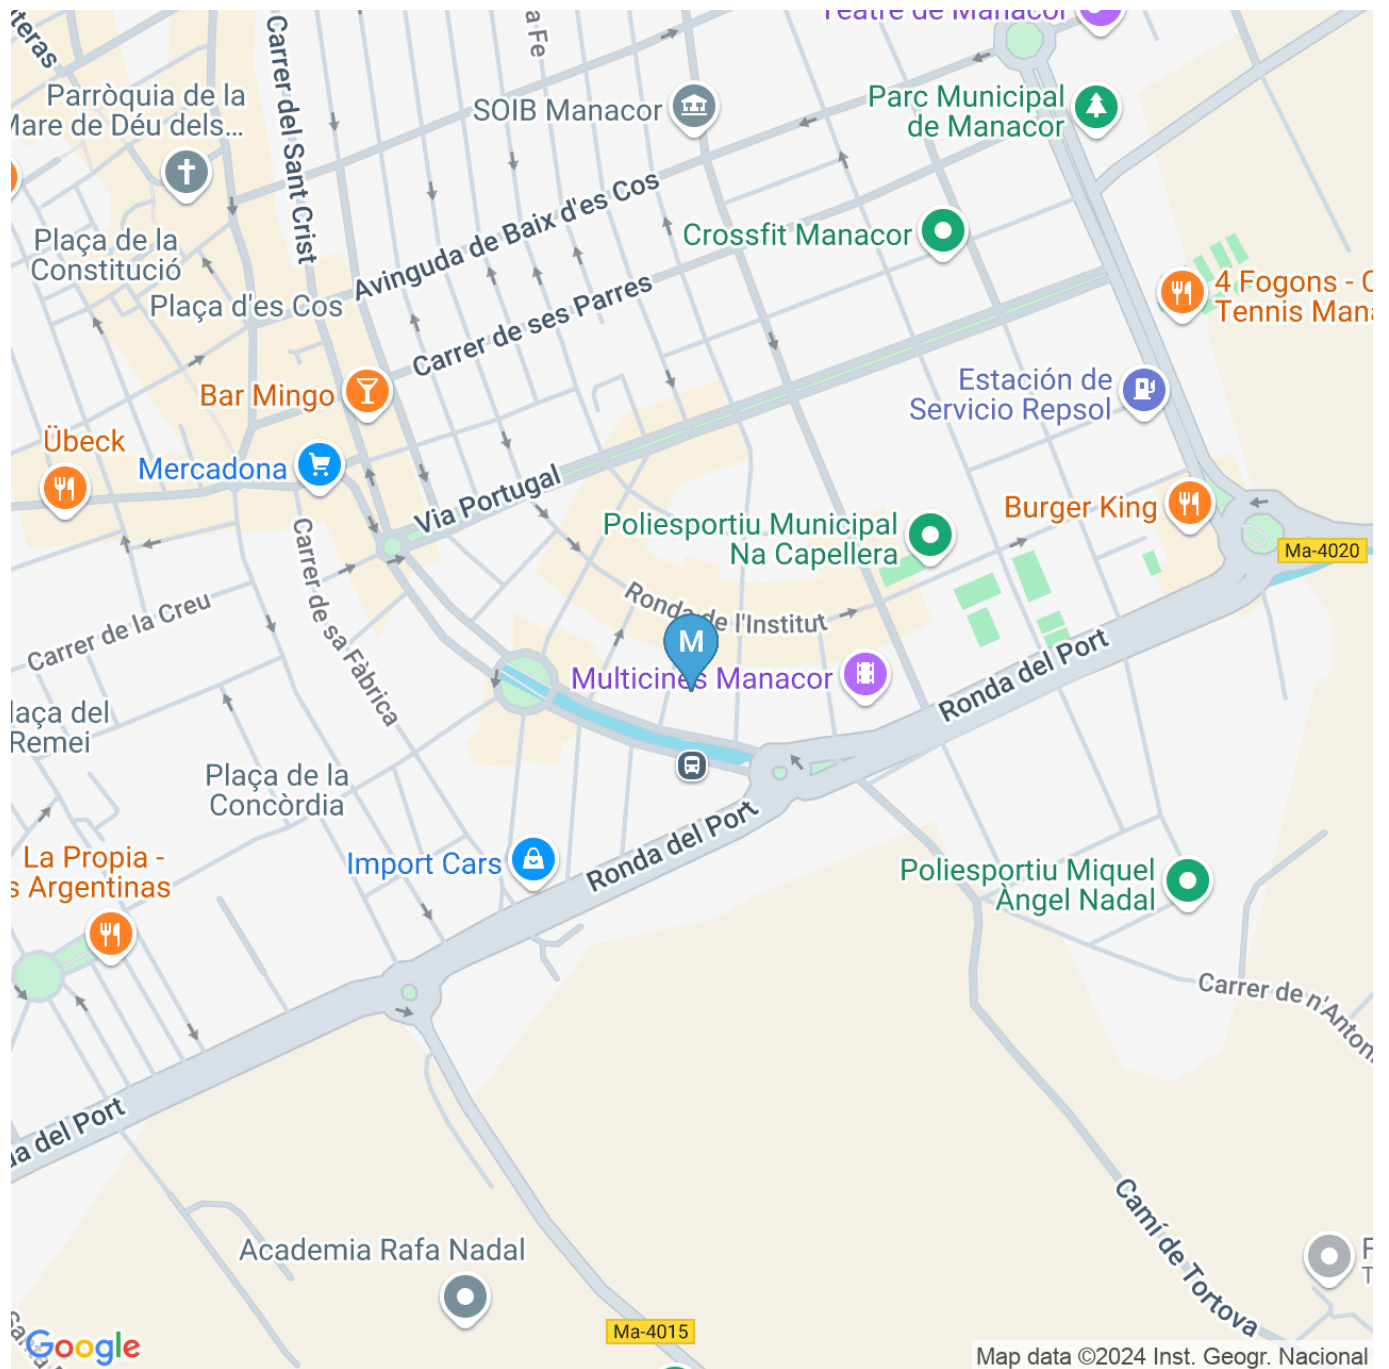 teras
Carrer del Sant Crist
a Fe
Teatre de Manacor
Parròquia de la
Mare de Déu dels...
SOIB Manacor
Parc Municipal
de Manacor
Avinguda de Baix d'es Cos
Crossfit Manacor
Plaça de la
Constitució
Plaça d'es Cos
Carrer de ses Parres
4 Fogons - C
Tennis Mana
Bar Mingo
Estación de
Servicio Repsol
Übeck
Mercadona
Via Portugal
Burger King
Poliesportiu Municipal
Na Capellera
Ma-4020
Carrer de sa Fàbrica
Carrer de la Creu
Ronda de l'Institut
M
Multicines Manacor
Ronda del Port
laça del
Remei
Plaça de la
Concòrdia
Import Cars
Ronda del Port
La Propia -
s Argentinas
Poliesportiu Miquel
Àngel Nadal
Carrer de n'Antoni
da del Port
Camí de Tortova
Academia Rafa Nadal
Ma-4015
Google
Map data ©2024 Inst. Geogr. Nacional